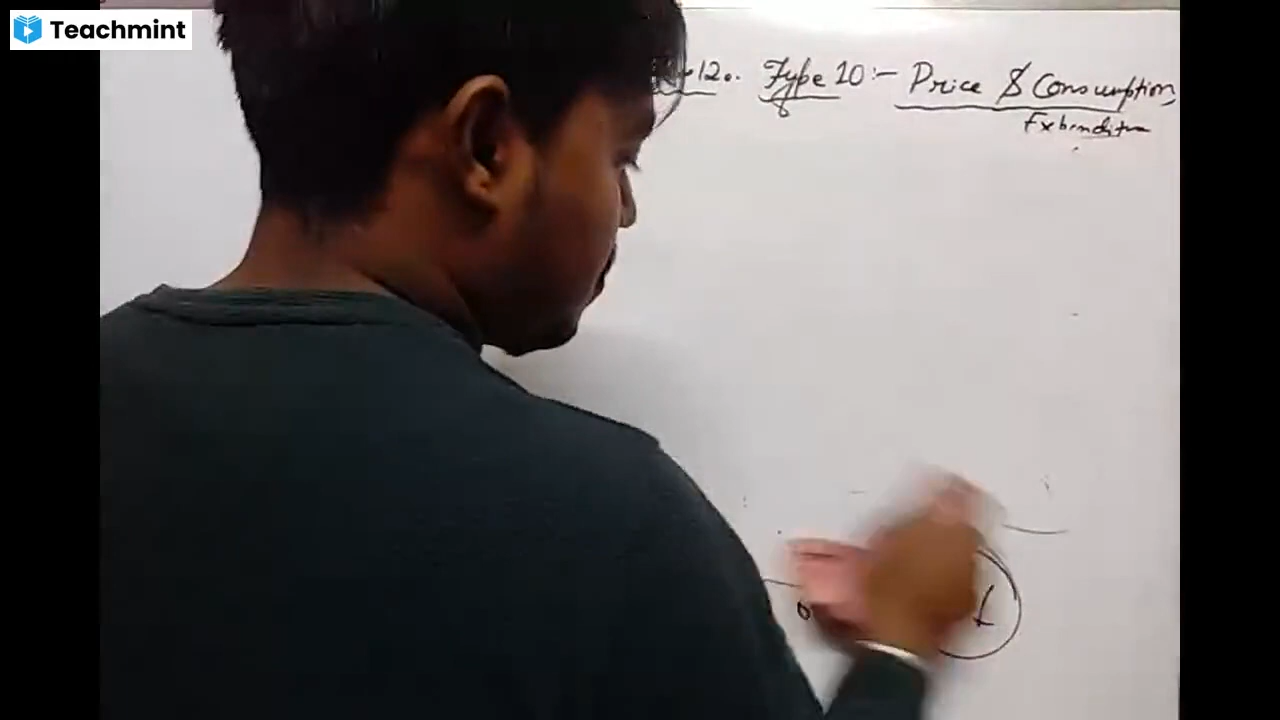 Teachmint
12. Type 10:- Price & Consumption,
Expenditure